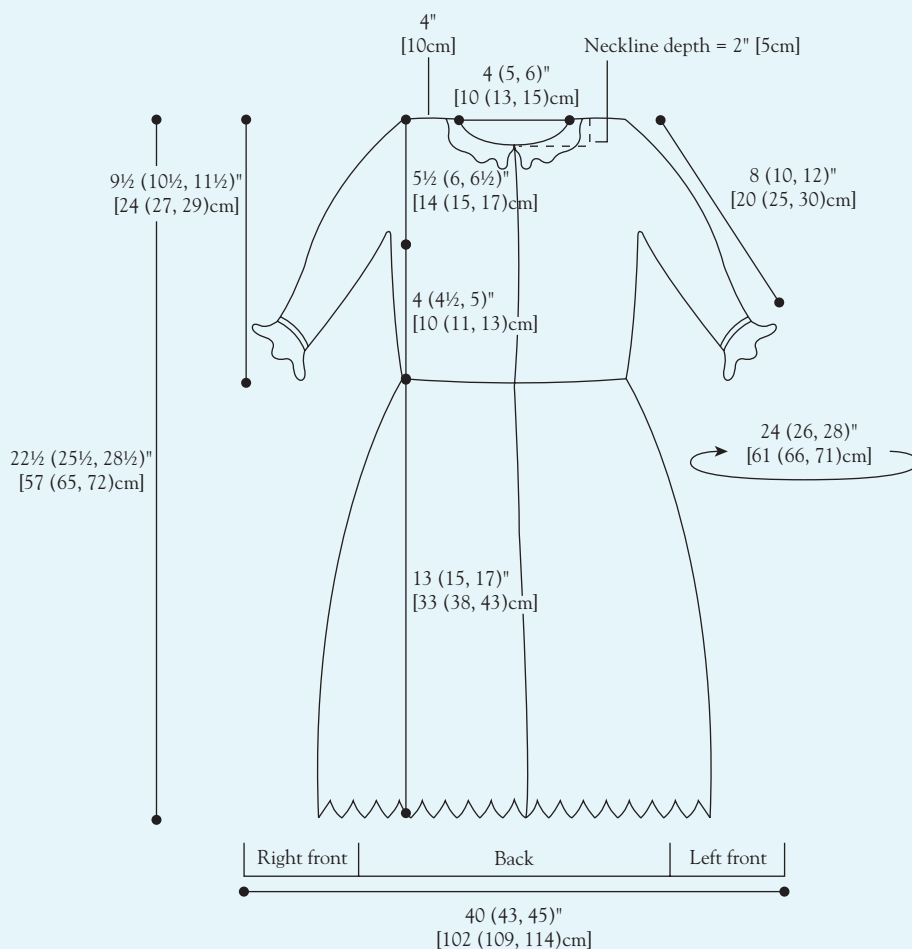 4"
[10cm]
Neckline depth = 2" [5cm]
4 (5, 6)"
[10 (13, 15)cm]
9½ (10½, 11½)"
[24 (27, 29)cm]
5½ (6, 6½)"
[14 (15, 17)cm]
8 (10, 12)"
[20 (25, 30)cm]
4 (4½, 5)"
[10 (11, 13)cm]
22½ (25½, 28½)"
[57 (65, 72)cm]
24 (26, 28)"
[61 (66, 71)cm]
13 (15, 17)"
[33 (38, 43)cm]
Right front
Back
Left front
40 (43, 45)"
[102 (109, 114)cm]